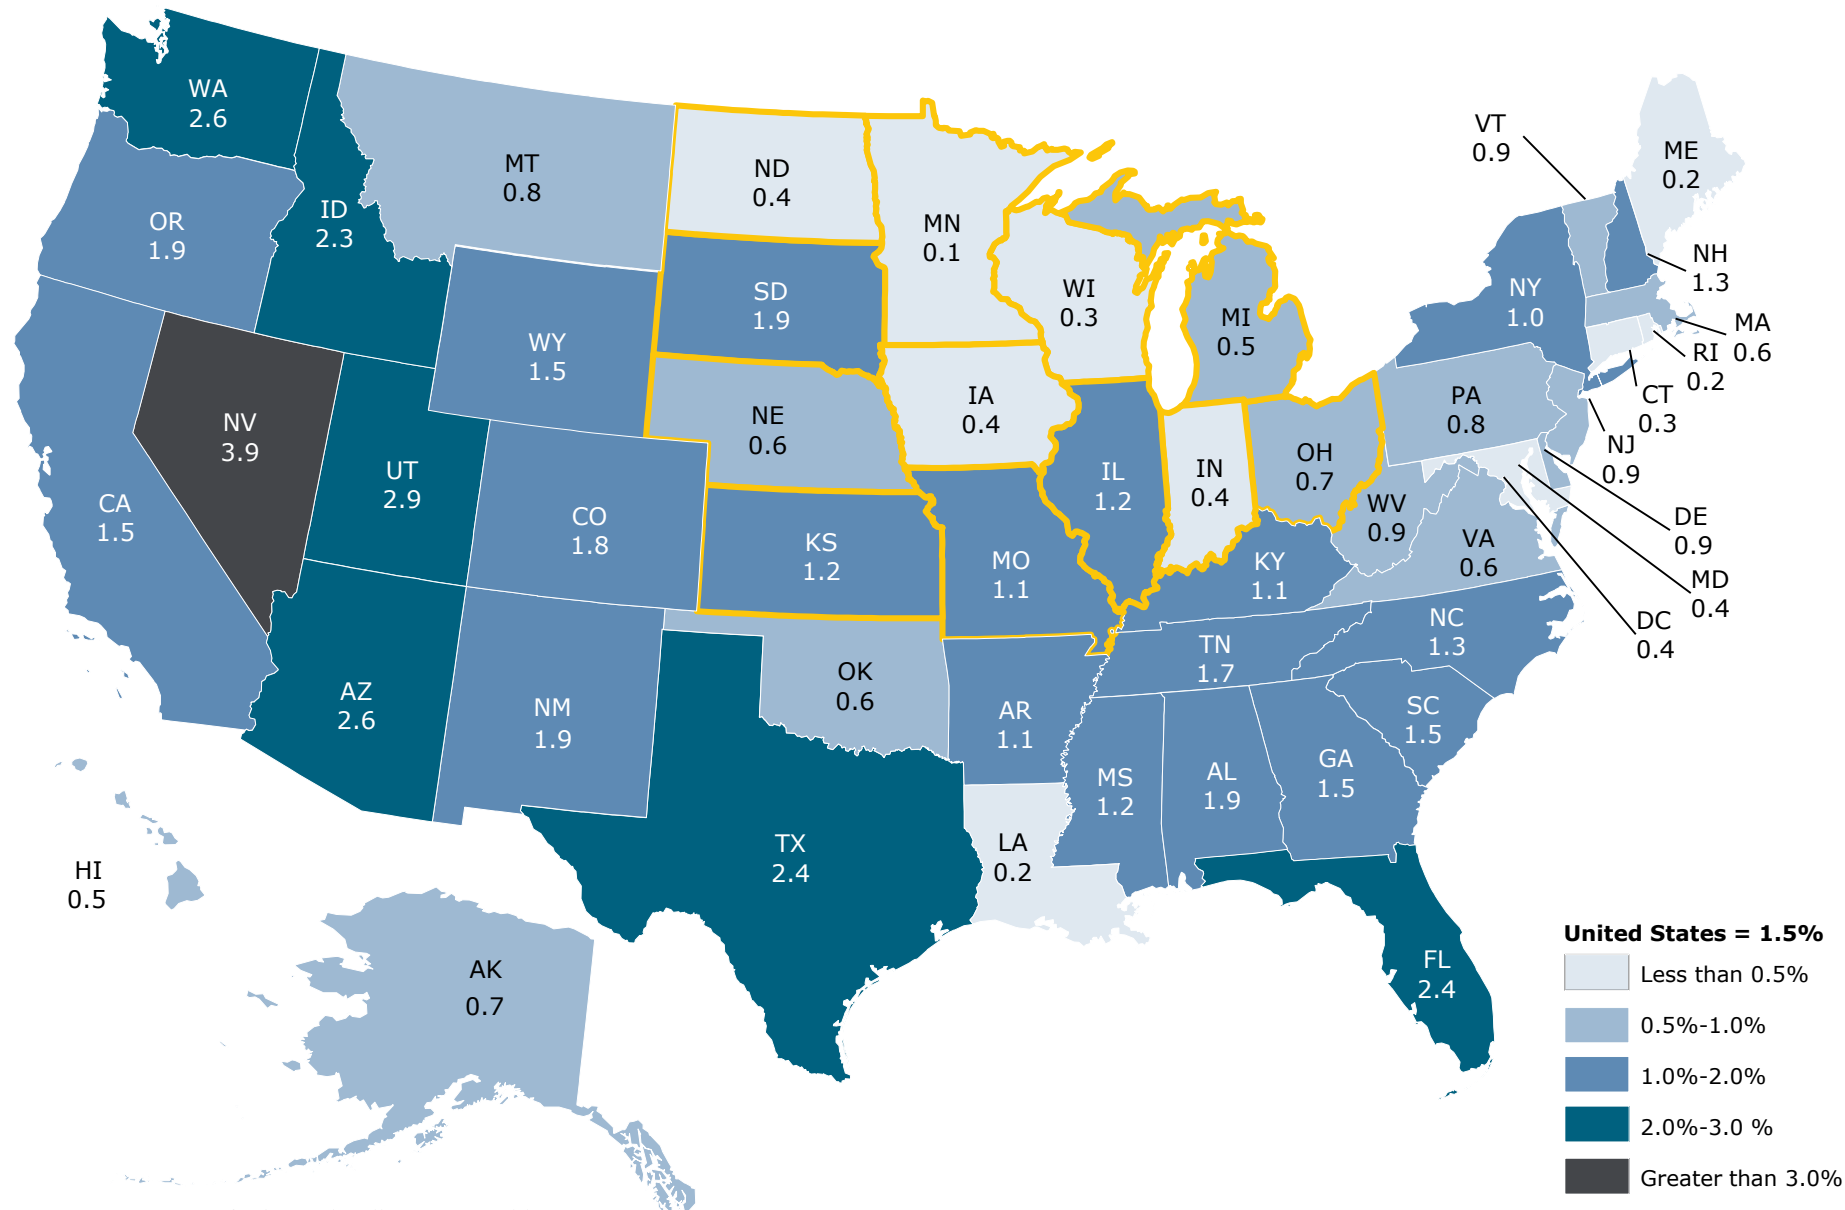 WA
2.6
MT
0.8
ND
0.4
MN
0.1
VT
0.9
ME
0.2
OR
1.9
ID
2.3
SD
1.9
WI
0.3
MI
0.5
NY
1.0
NH
1.3
MA
0.6
RI
0.2
CT
0.3
WY
1.5
NE
0.6
IA
0.4
PA
0.8
NJ
0.9
NV
3.9
UT
2.9
CA
1.5
CO
1.8
KS
1.2
MO
1.1
IL
1.2
IN
0.4
OH
0.7
WV
0.9
VA
0.6
DE
0.9
MD
0.4
DC
0.4
KY
1.1
NC
1.3
TN
1.7
AZ
2.6
NM
1.9
OK
0.6
AR
1.1
SC
1.5
MS
1.2
AL
1.9
GA
1.5
TX
2.4
LA
0.2
HI
0.5
AK
0.7
FL
2.4
United States = 1.5%
Less than 0.5%
0.5%-1.0%
1.0%-2.0%
2.0%-3.0 %
Greater than 3.0%